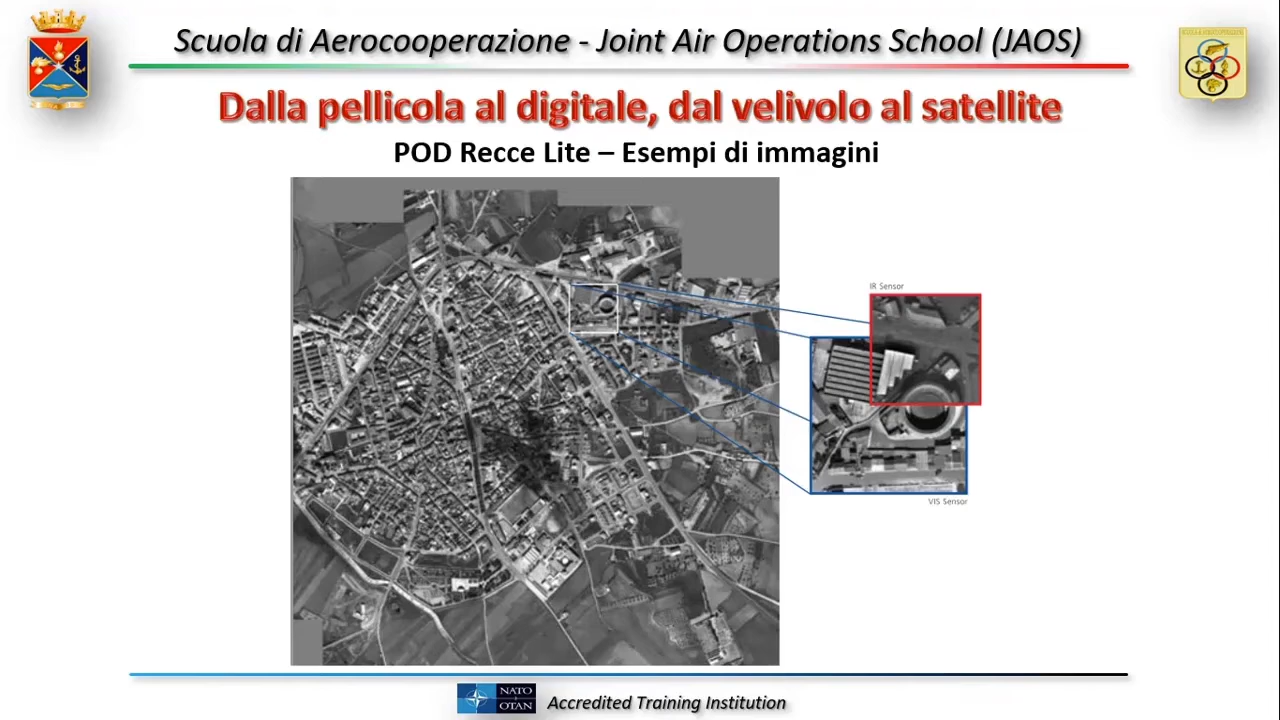 Scuola di Aerocooperazione - Joint Air Operations School (JAOS)
Dalla pellicola al digitale, dal velivolo al satellite
POD Recce Lite – Esempi di immagini
IR Sensor
VIS Sensor
NATO
OTAN
Accredited Training Institution